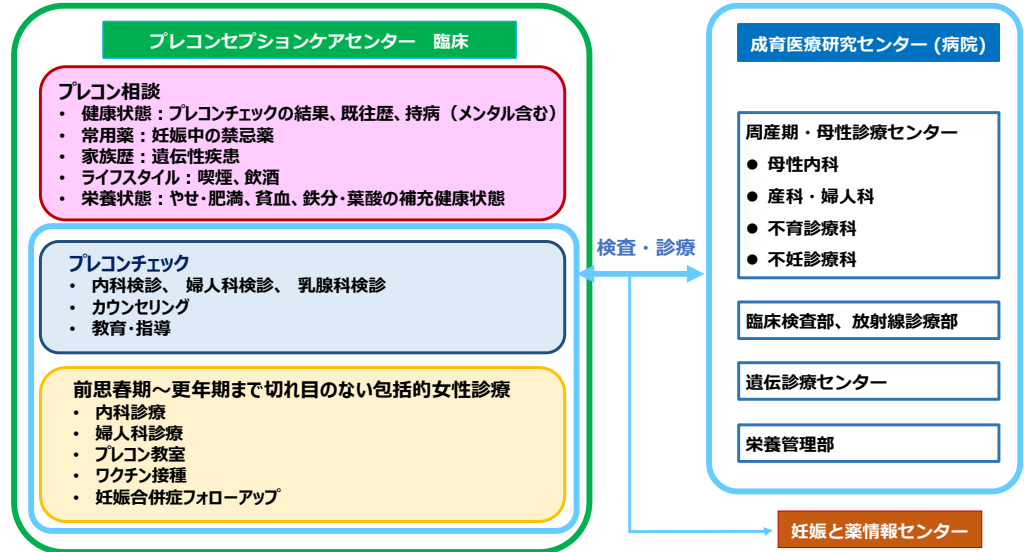 プレコンセプションケアセンター　臨床
プレコン相談
• 健康状態：プレコンチェックの結果、既往歴、持病（メンタル含む）
• 常用薬：妊娠中の禁忌薬
• 家族歴：遺伝性疾患
• ライフスタイル：喫煙、飲酒
• 栄養状態：やせ・肥満、貧血、鉄分・葉酸の補充健康状態
プレコンチェック
• 内科検診、 婦人科検診、 乳腺科検診
• カウンセリング
• 教育・指導
前思春期～更年期まで切れ目のない包括的女性診療
• 内科診療
• 婦人科診療
• プレコン教室
• ワクチン接種
• 妊娠合併症フォローアップ
検査・診療
成育医療研究センター (病院)
周産期・母性診療センター
● 母性内科
● 産科・婦人科
● 不育診療科
● 不妊診療科
臨床検査部、放射線診療部
遺伝診療センター
栄養管理部
妊娠と薬情報センター